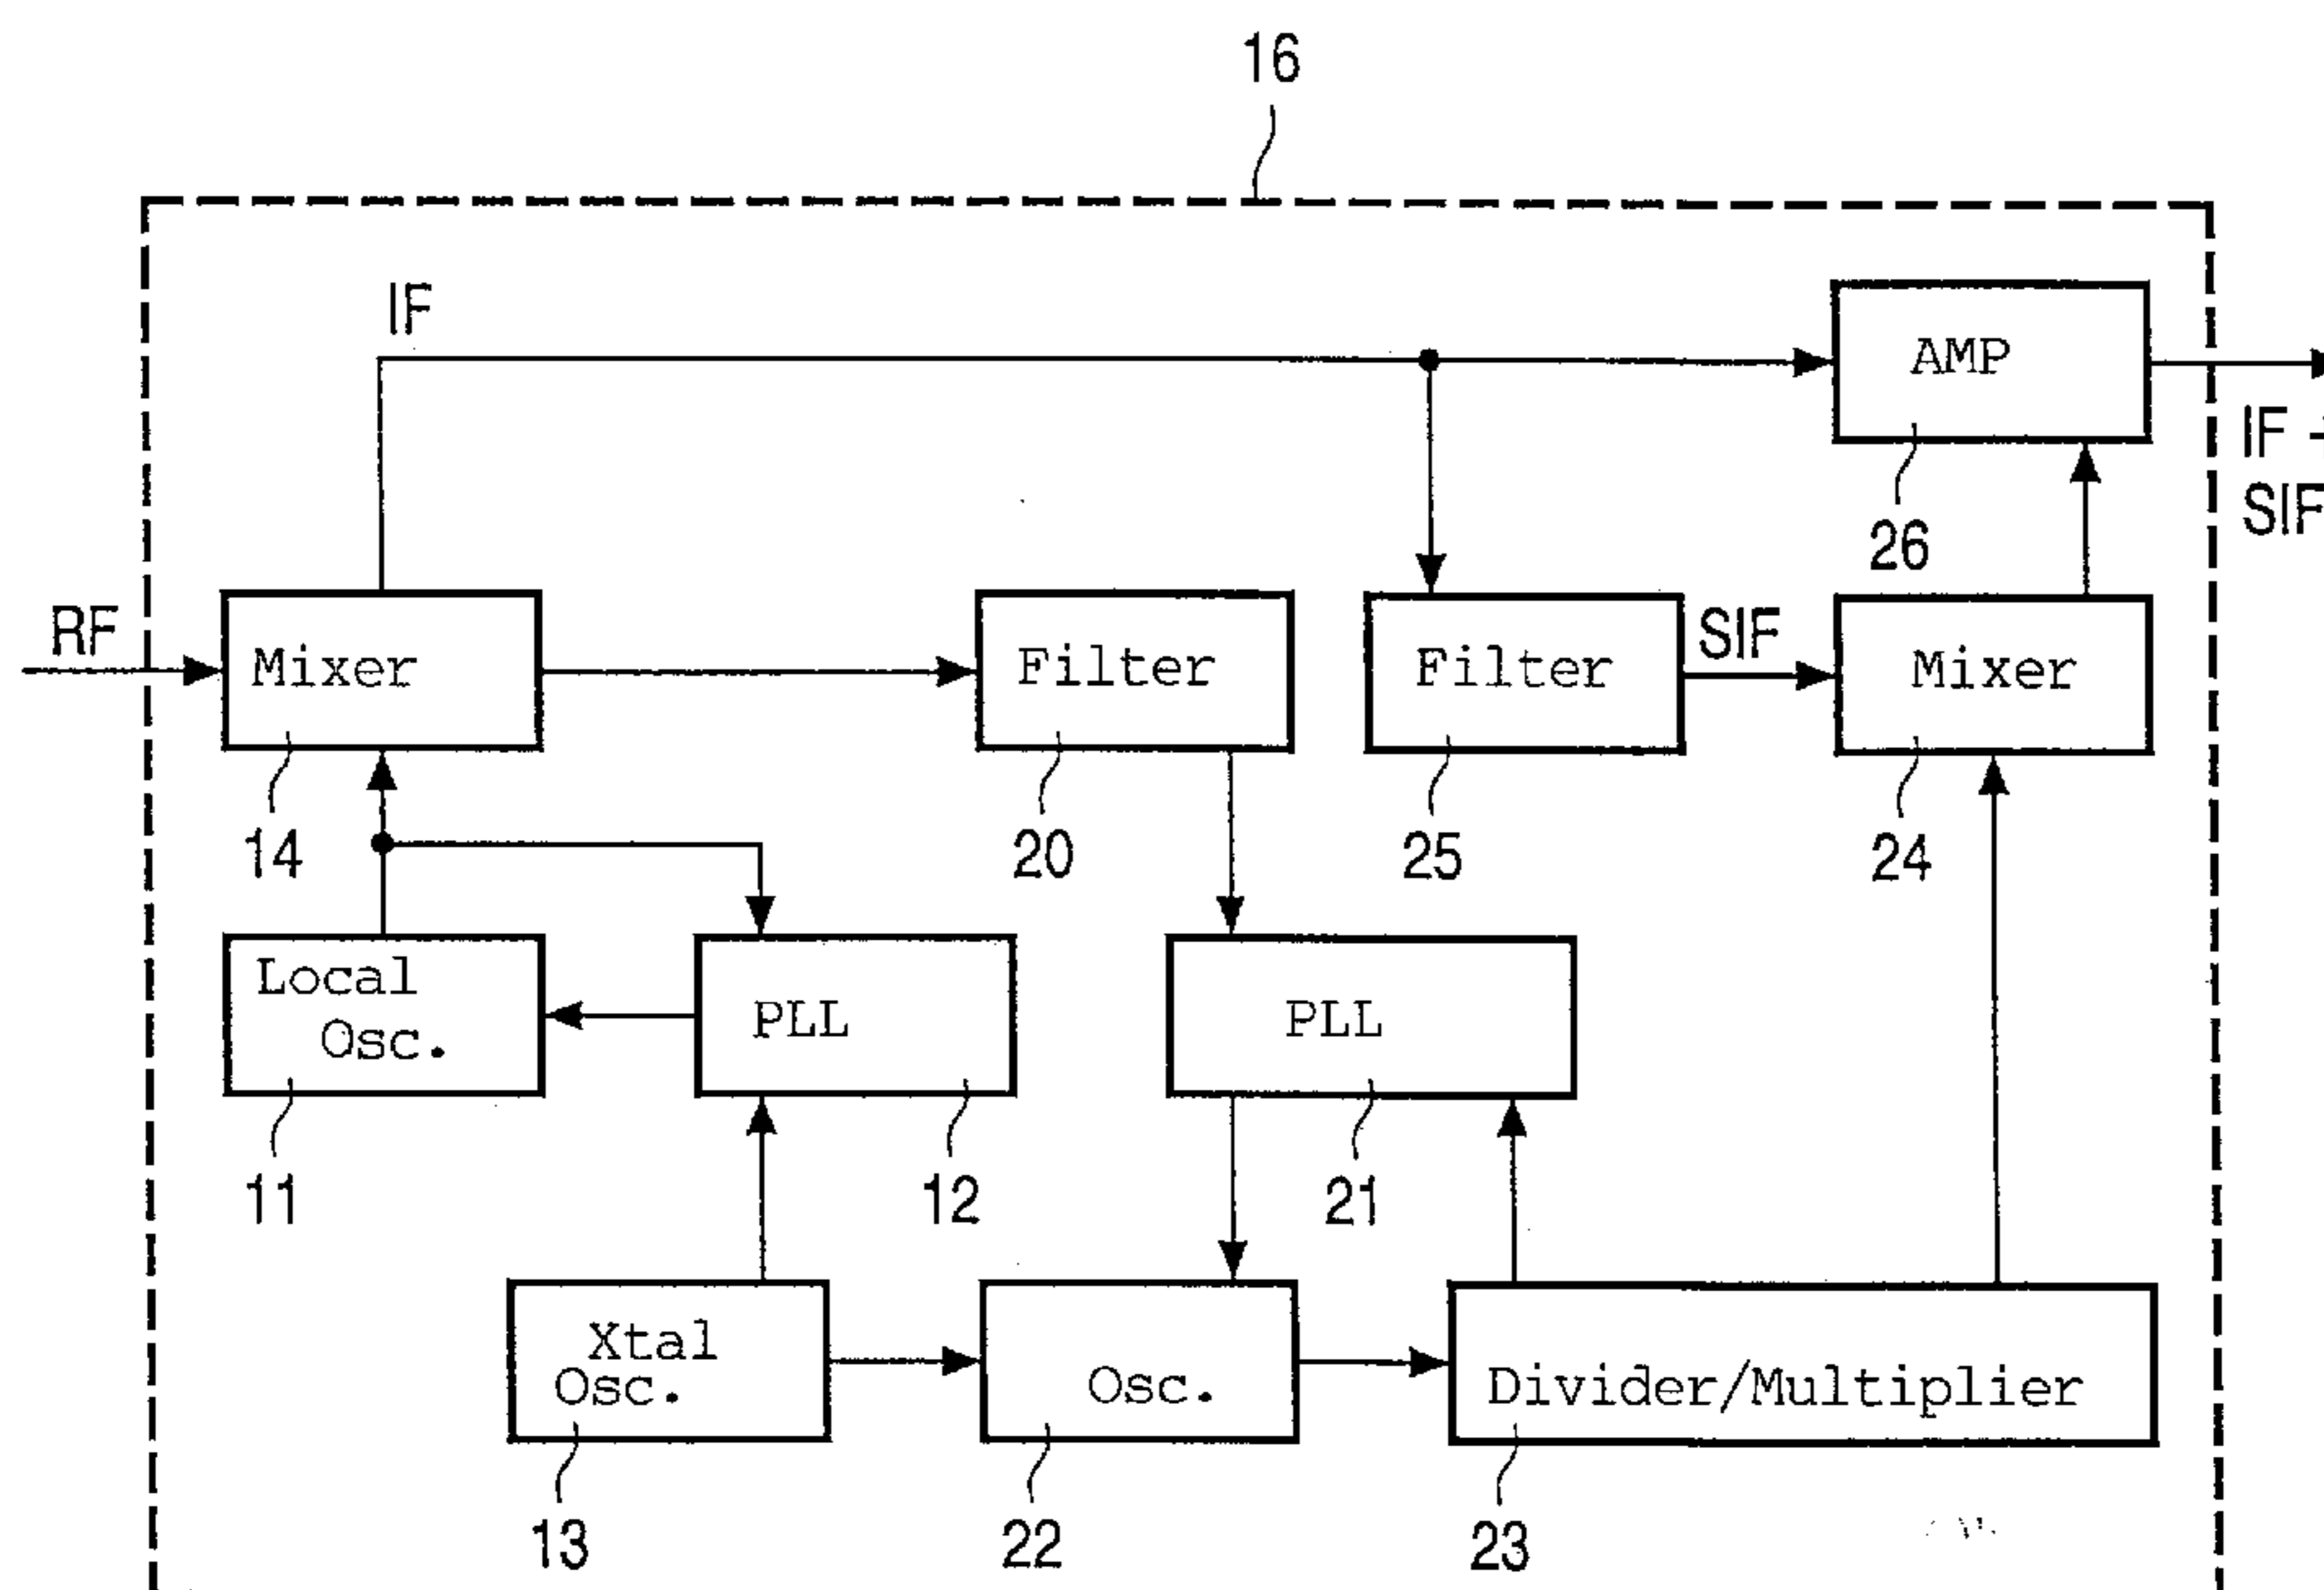 16
IF
AMP
IF
SIF
26
RF
Mixer
Filter
Filter
SIF
Mixer
14
20
25
24
Local
Osc.
PLL
PLL
11
12
21
Xtal
Osc.
Osc.
Divider/Multiplier
13
22
23